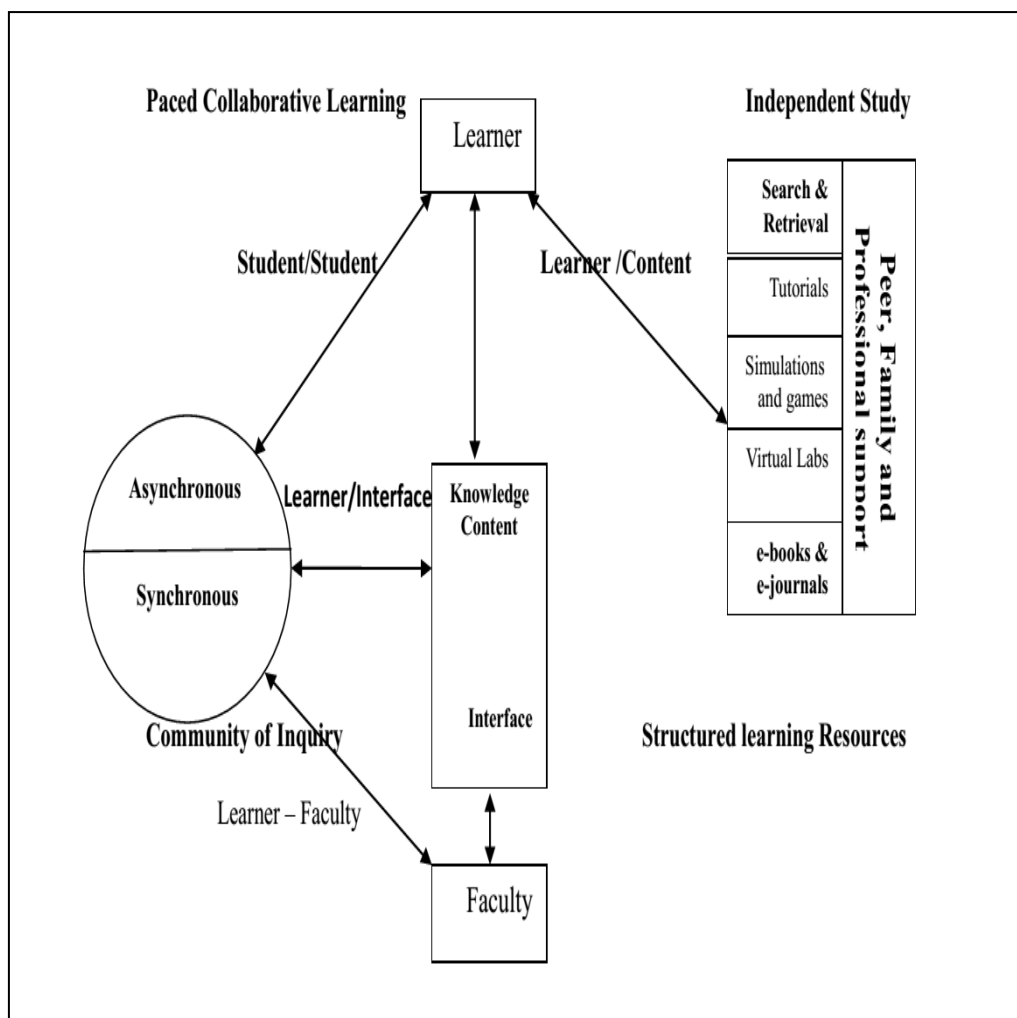 Paced Collaborative Learning
Independent Study
Learner
Search &
Retrieval
Student/Student
Learner /Content
Tutorials
Simulations
and games
Virtual Labs
e-books &
e-journals
Peer, Family and
Professional support
Asynchronous
Synchronous
Learner/Interface
Knowledge
Content
Interface
Community of Inquiry
Structured learning Resources
Learner – Faculty
Faculty